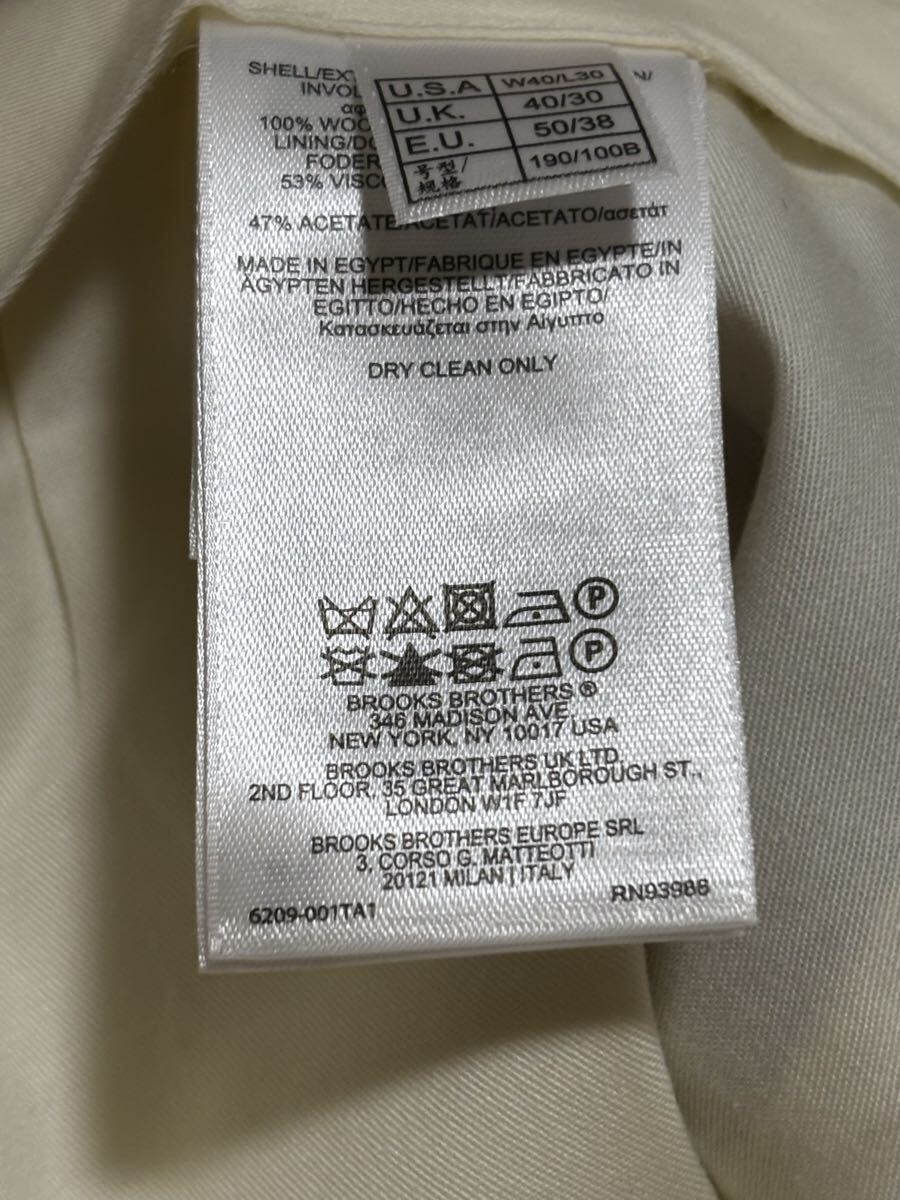 SHELL/EX
INVOL
αφ
100% WOO
LINING/DO
FODER
53% VISCO
U.S.A W40/L30
U.K. 40/30
E.U. 50/38
号型/规格 190/100B
47% ACETATE/ACETAT/ACETATO/ασετάτ
MADE IN EGYPT/FABRIQUE EN EGYPTE/IN
ÄGYPTEN HERGESTELLT/FABBRICATO IN
EGITTO/HECHO EN EGIPTO/
Κατασκευάζεται στην Αίγυπτο
DRY CLEAN ONLY
P
P
BROOKS BROTHERS ®
346 MADISON AVE.
NEW YORK, NY 10017 USA
BROOKS BROTHERS UK LTD.
2ND FLOOR, 35 GREAT MARLBOROUGH ST.,
LONDON W1F 7JF
BROOKS BROTHERS EUROPE SRL
3, CORSO G. MATTEOTTI
20121 MILAN | ITALY
6209-001TA1 RN93986